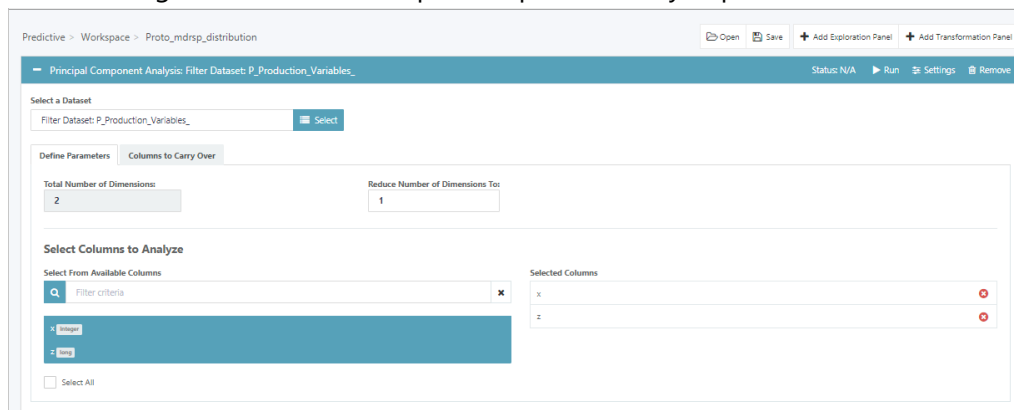 Predictive > Workspace > Proto_mdrsp_distribution
Open Save + Add Exploration Panel + Add Transformation Panel
− Principal Component Analysis: Filter Dataset: P_Production_Variables_
Status: N/A Run Settings Remove
Select a Dataset
Filter Dataset: P_Production_Variables_ Select
Define Parameters Columns to Carry Over
Total Number of Dimensions: Reduce Number of Dimensions To:
2 1
Select Columns to Analyze
Select From Available Columns Selected Columns
Filter criteria
x
z
x integer
z long
Select All